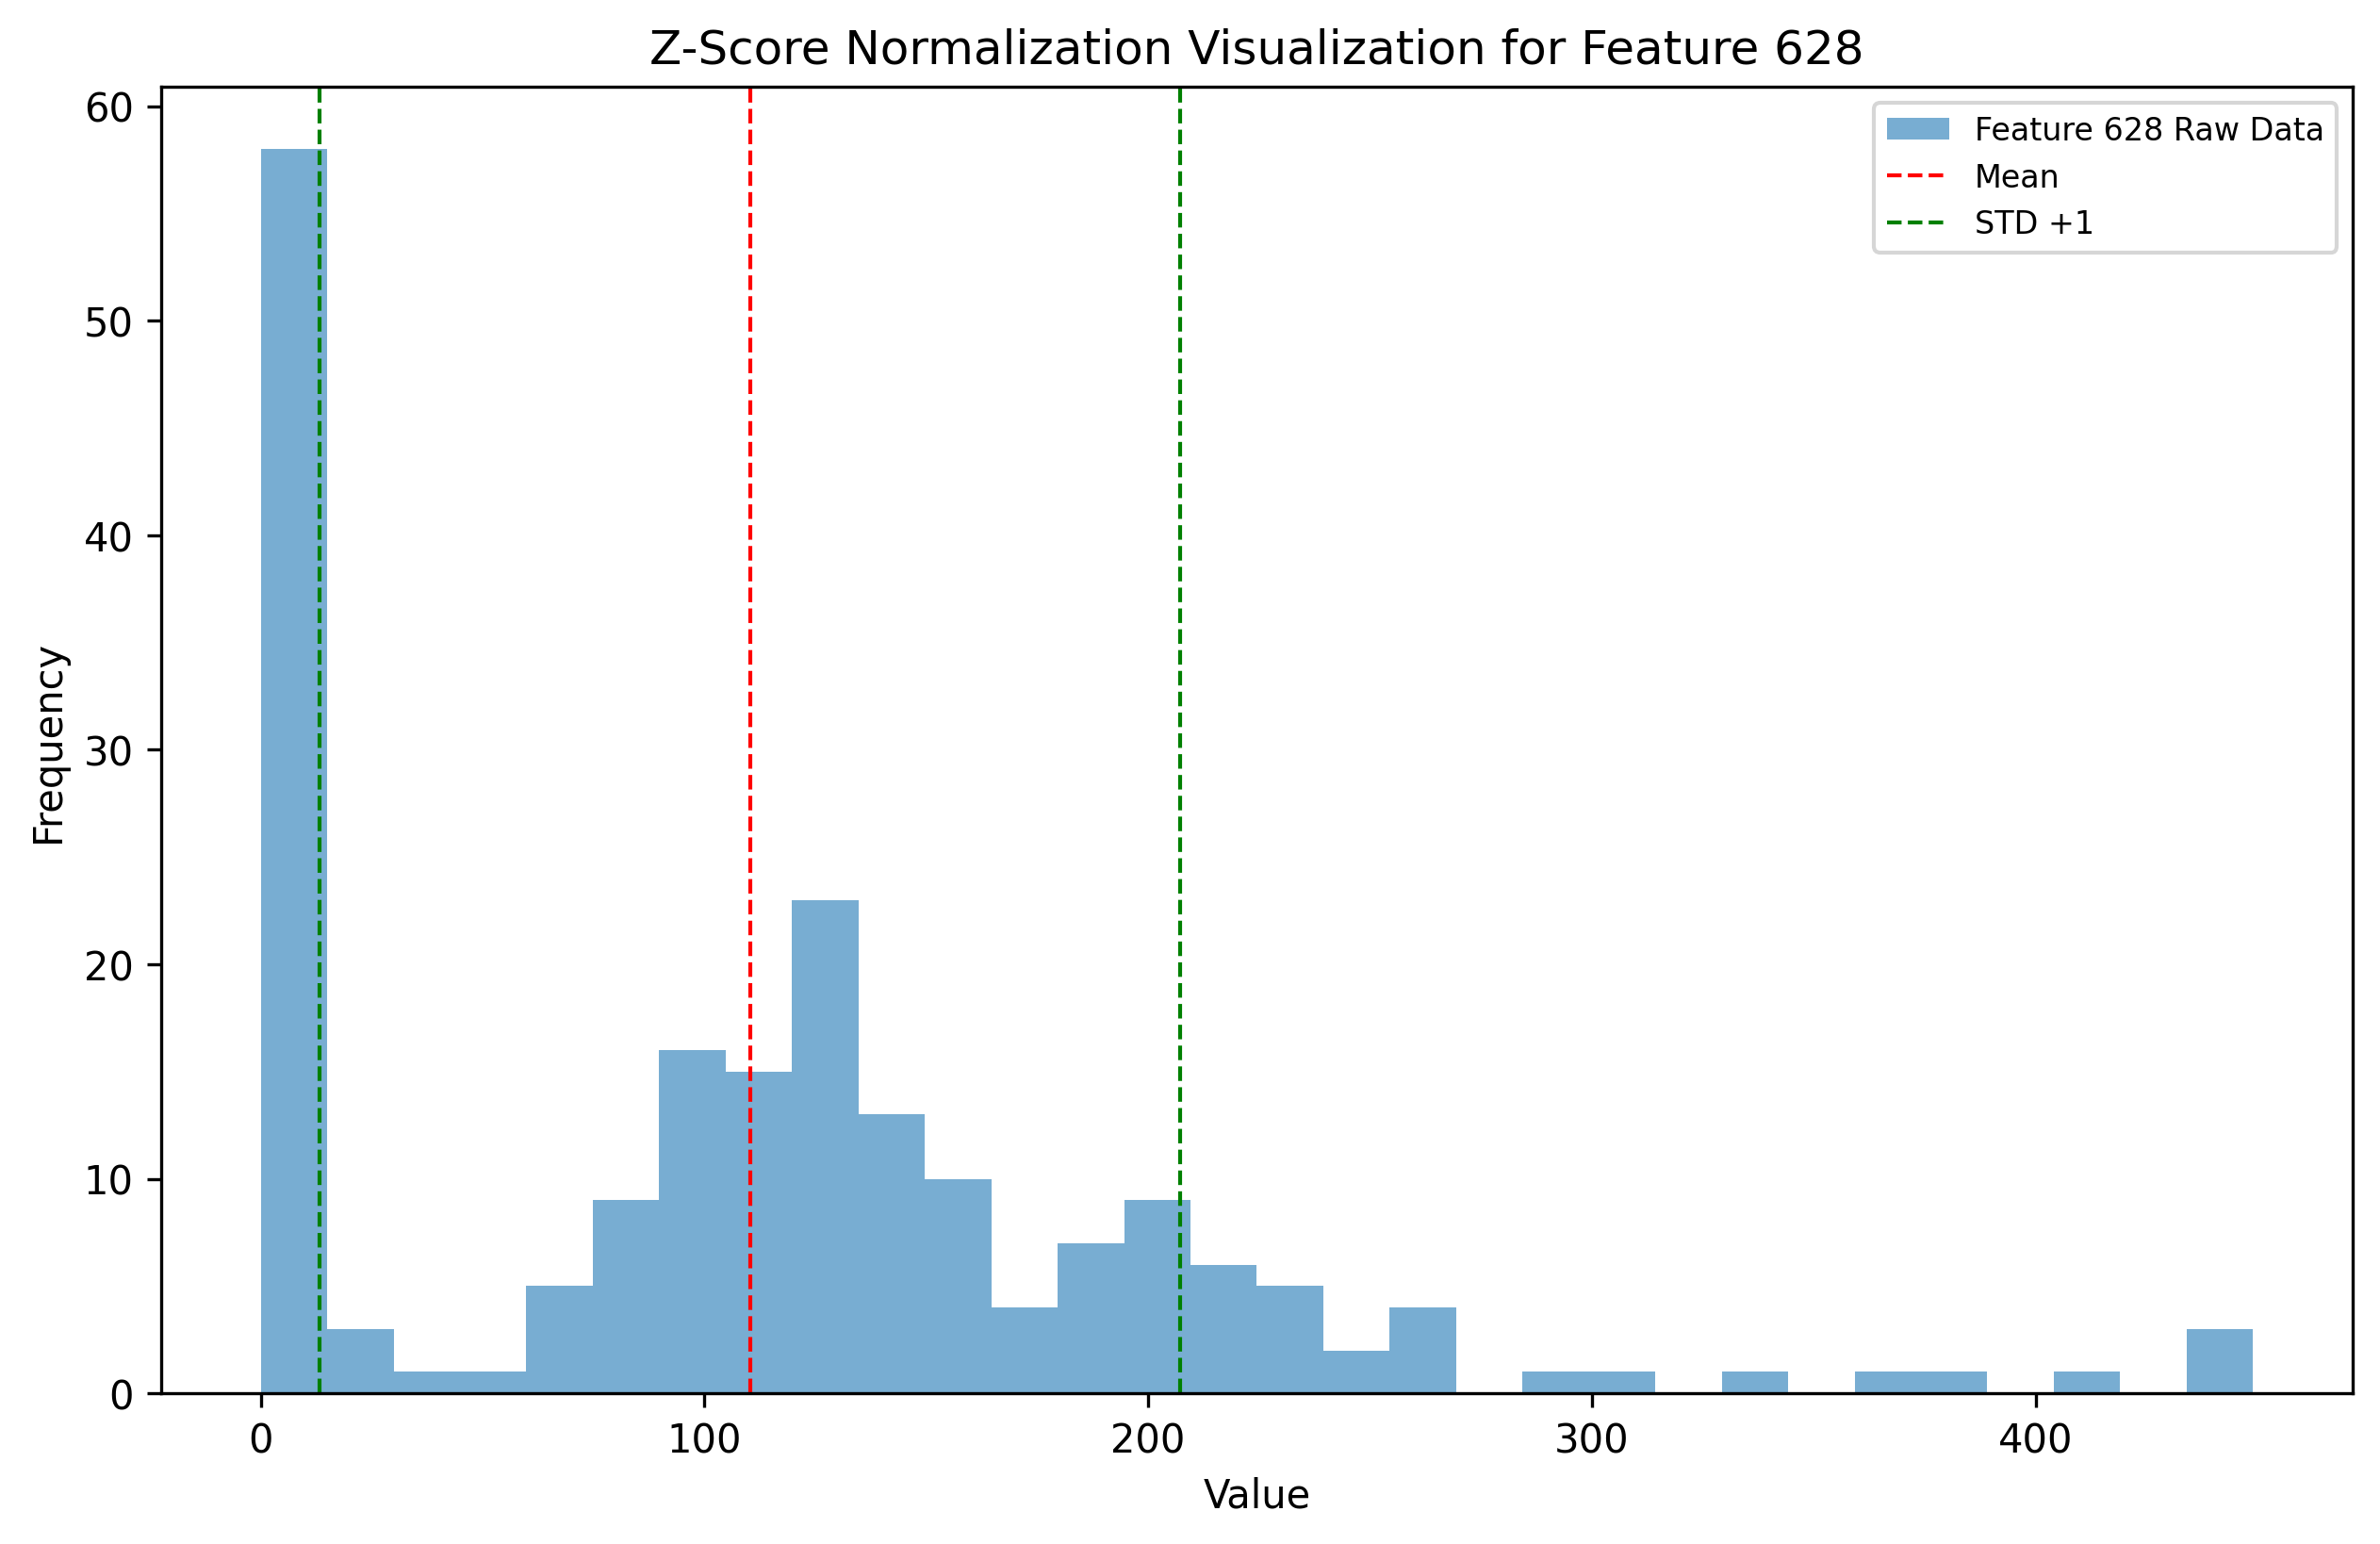 Z-Score Normalization Visualization for Feature 628
Feature 628 Raw Data
Mean
STD +1
60
50
40
30
20
10
0
Frequency
0 100 200 300 400
Value